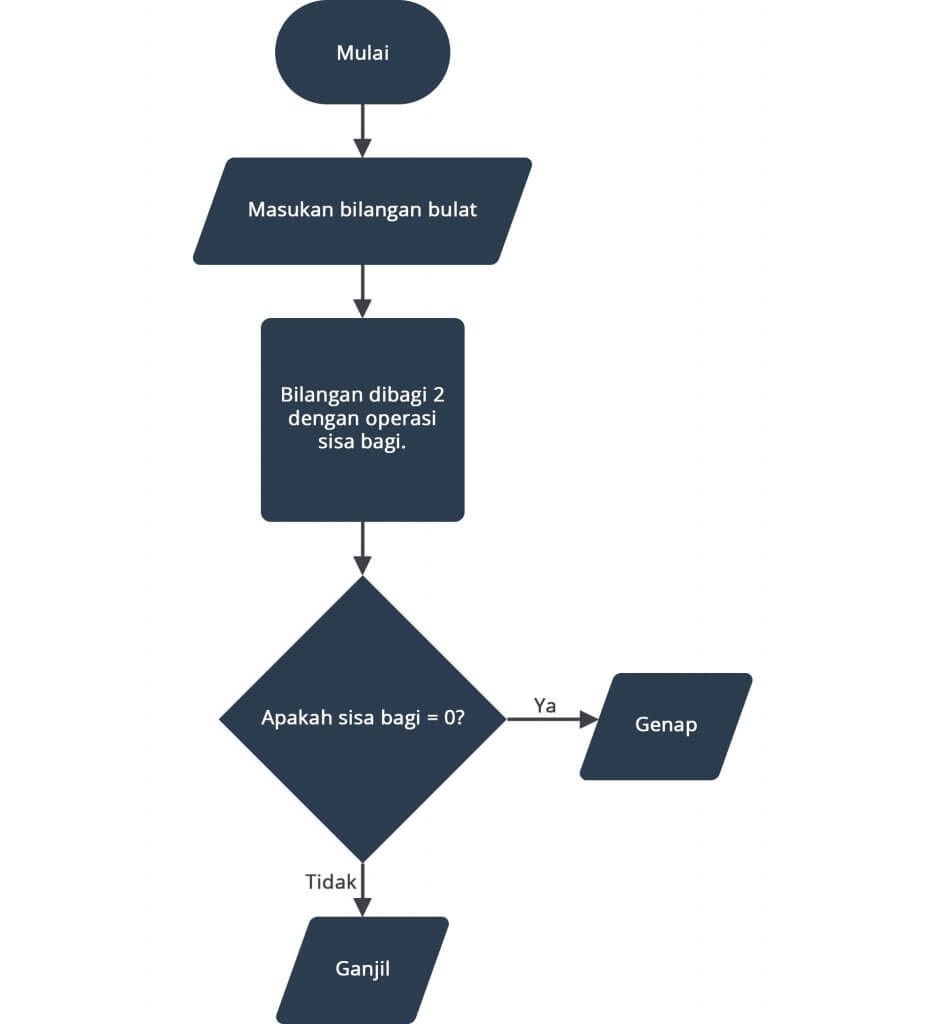 Mulai
Masukan bilangan bulat
Bilangan dibagi 2
dengan operasi
sisa bagi.
Apakah sisa bagi = 0?
Ya
Genap
Tidak
Ganjil